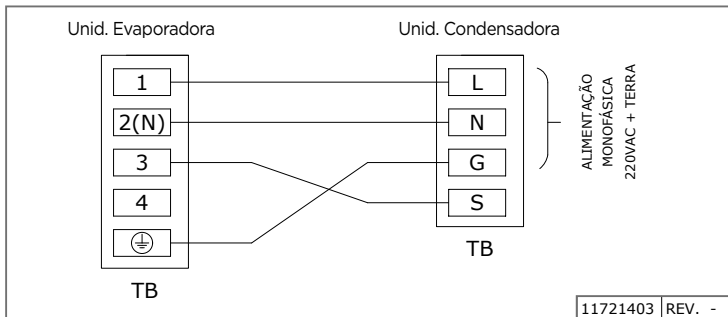 Unid. Evaporadora
Unid. Condensadora
1
2(N)
3
4
TB
L
N
G
S
TB
ALIMENTAÇÃO
MONOFÁSICA
220VAC + TERRA
11721403 REV. -